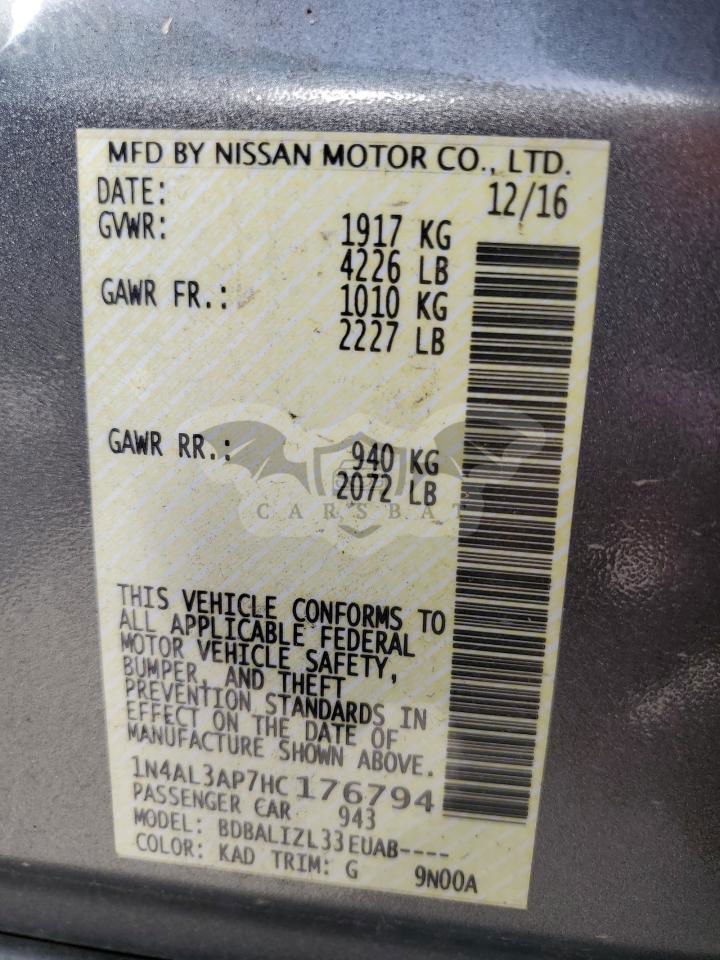 MFD BY NISSAN MOTOR CO., LTD.
DATE: 12/16
GVWR: 1917 KG
4226 LB
GAWR FR.: 1010 KG
2227 LB
GAWR RR.: 940 KG
2072 LB
CARSBAT
THIS VEHICLE CONFORMS TO
ALL APPLICABLE FEDERAL
MOTOR VEHICLE SAFETY,
BUMPER, AND THEFT
PREVENTION STANDARDS IN
EFFECT ON THE DATE OF
MANUFACTURE SHOWN ABOVE.
1N4AL3AP7HC176794
PASSENGER CAR 943
MODEL: BDBALIZL33EUAB----
COLOR: KAD TRIM: G 9N00A